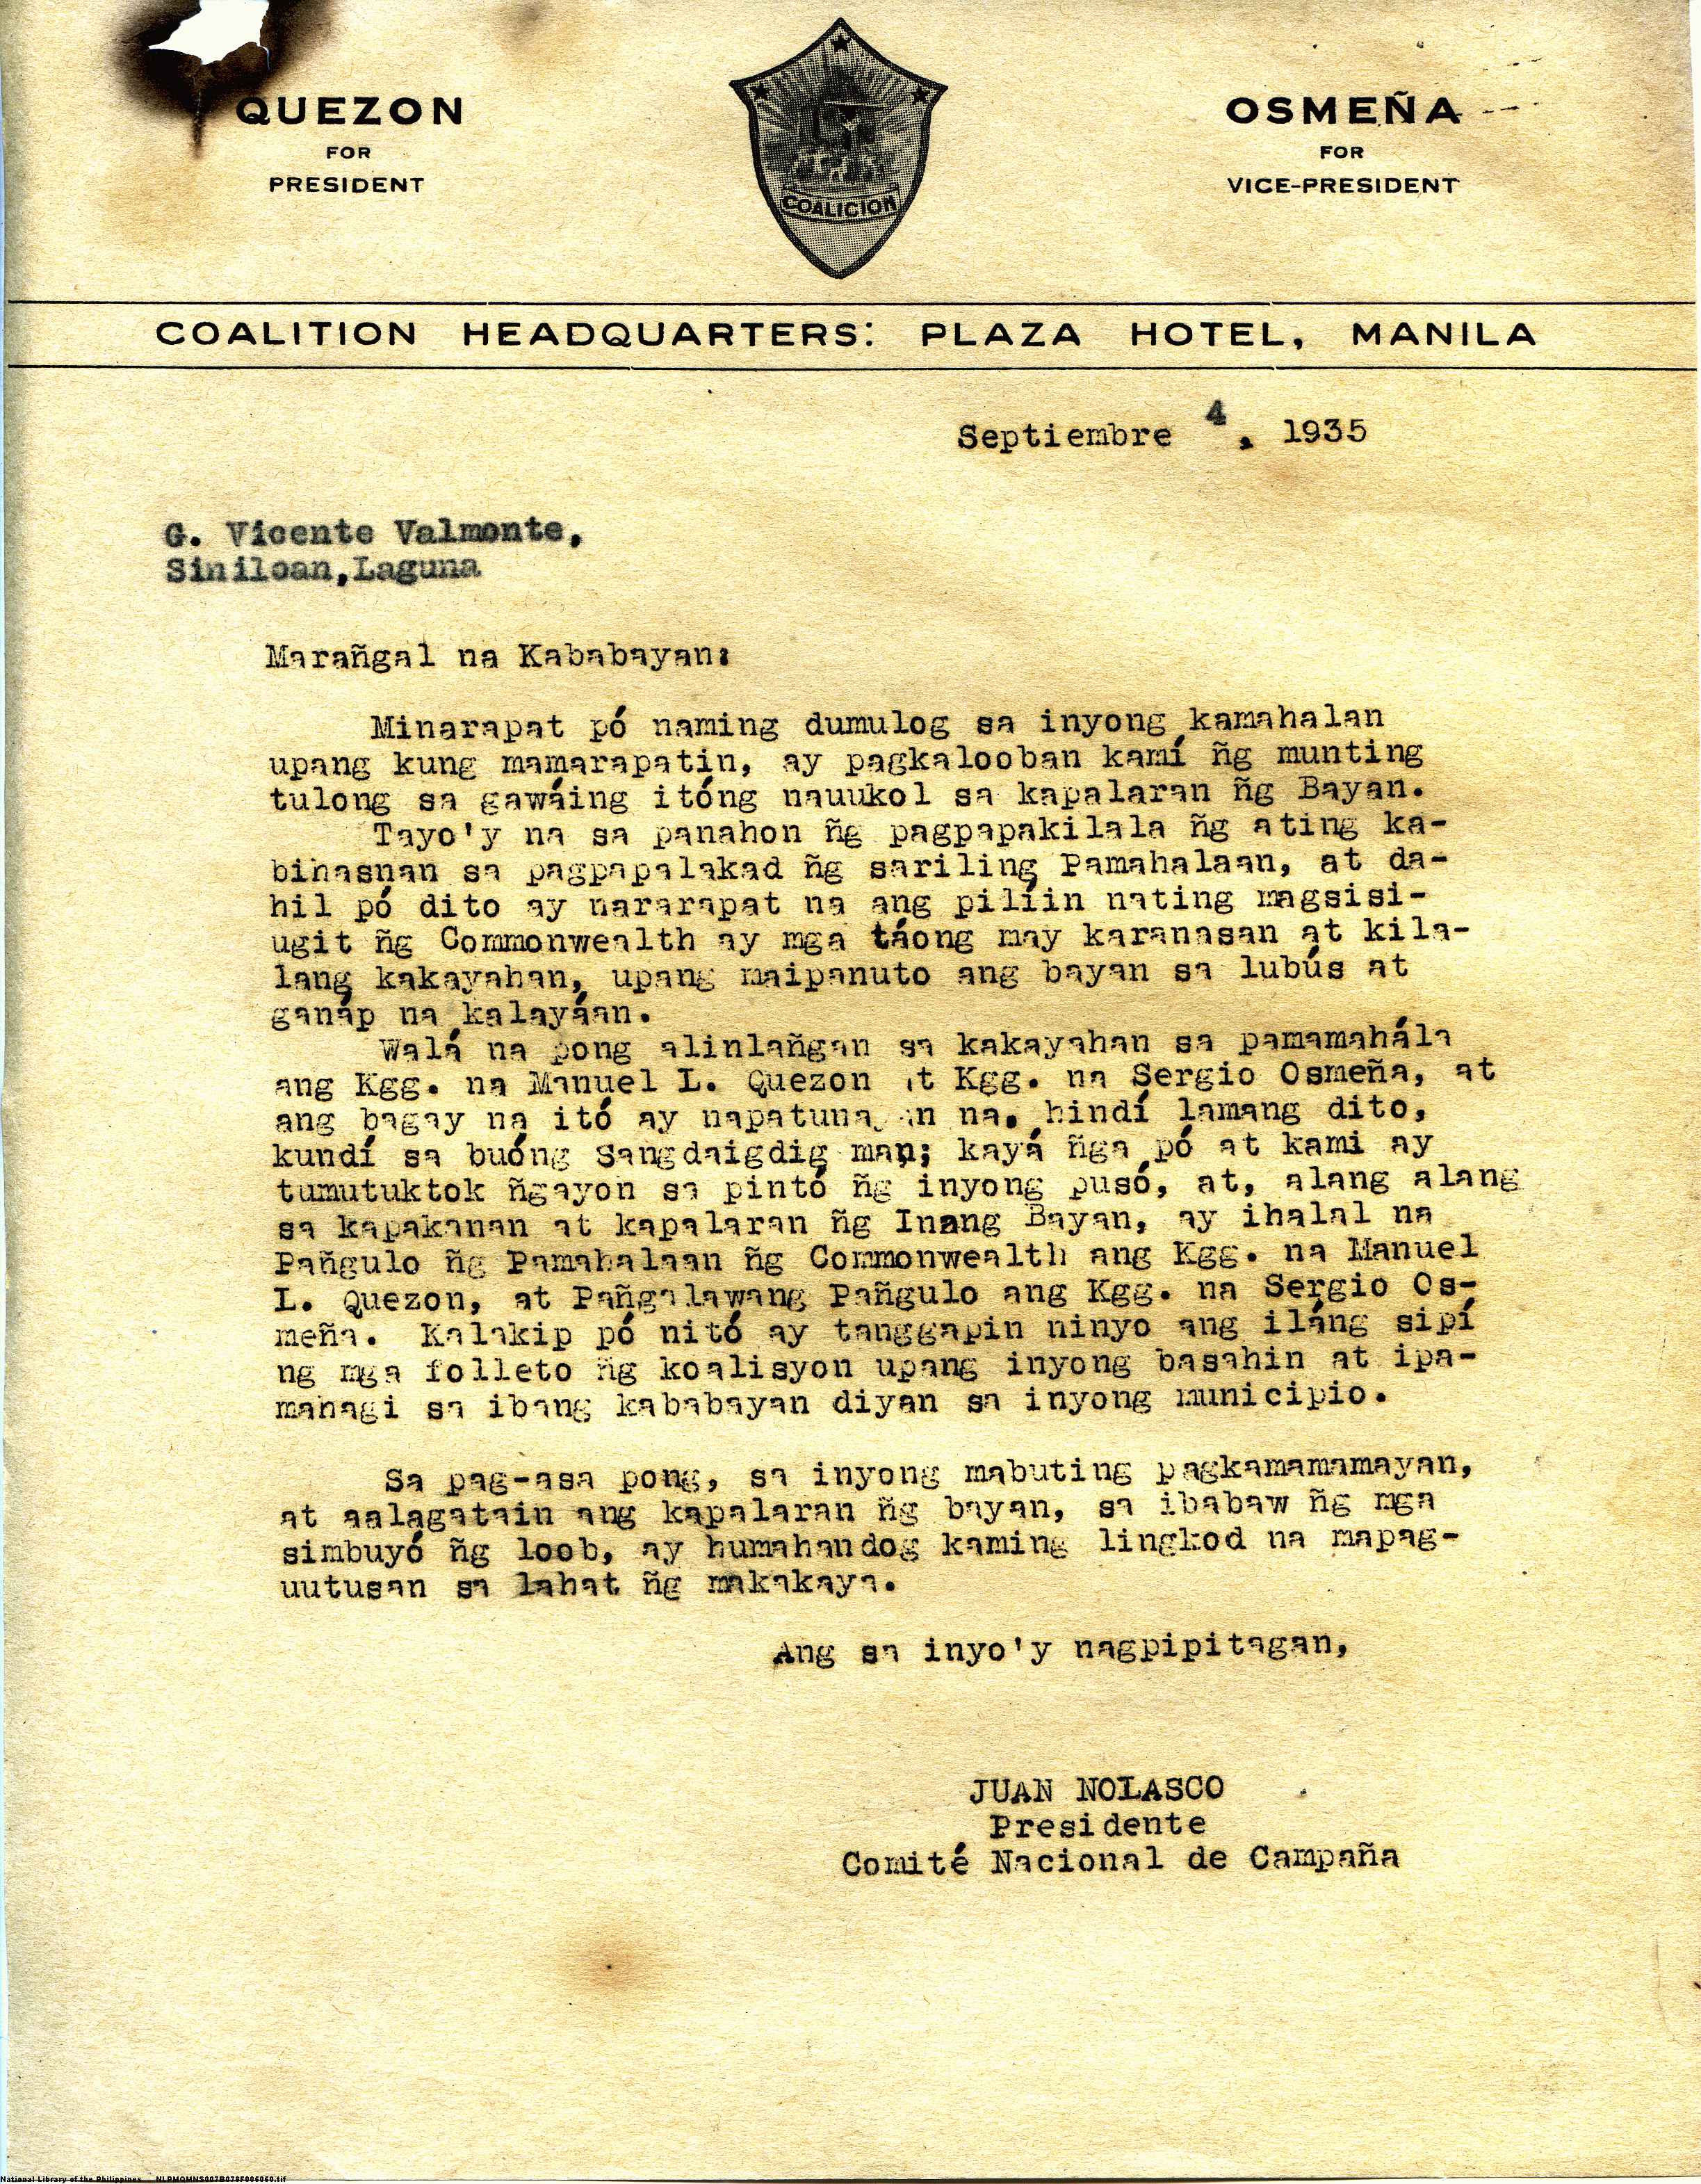 QUEZON
FOR
PRESIDENT
COALICION
OSMEÑA
FOR
VICE-PRESIDENT
COALITION HEADQUARTERS: PLAZA HOTEL, MANILA
Septiembre 4, 1935
G. Vicente Valmonte,
Siniloan,Laguna
Marañgal na Kababayan:
Minarapat pó naming dumulog sa inyong kamahalan
upang kung mamarapatin, ay pagkalooban kamí ñg munting
tulong sa gawáing itóng nauukol sa kapalaran ñg Bayan.
Tayo'y na sa panahon ñg pagpapakilala ñg ating ka-
bihasnan sa pagpapalakad ñg sariling Pamahalaan, at da-
hil pó dito ay nararapat na ang piliin nating magsisi-
ugit ñg Commonwealth ay mga táong may karanasan at kila-
lang kakayahan, upang maipanuto ang bayan sa lubús at
ganáp na kalayáan.
Walá na pong alinlañgan sa kakayahan sa pamamahála
ang Kgg. na Manuel L. Quezon at Kgg. na Sergio Osmeña, at
ang bagay na itó ay na, hindí lamang dito,
kundí sa buóng Sangdaigdig man; kayá ñga pó at kami ay
tumutuktok ñgayon sa pintó ñg inyong pusó, at, alang alang
sa kapakanan at kapalaran ñg Inang Bayan, ay ihalal na
Pañgulo ñg Pamahalaan ñg Commonwealth ang Kgg. na Manuel
L. Quezon, at Pañgalawang Pañgulo ang Kgg. na Sergio Os-
meña. Kalakip pó nitó ay tanggapin ninyo ang iláng sipí
ng mga folleto ñg koalisyon upang inyong basahin at ipa-
mahagi sa ibang kababayan diyan sa inyong municipio.
Sa pag-asa pong, sa inyong mabuting pagkamamamayan,
at aalagatain ang kapalaran ñg bayan, sa ibabaw ñg mga
simbuyó ñg loob, ay humahandog kaming lingkod na mapag-
uutusan sa lahat ñg makakaya.
Ang sa inyo'y nagpipitagan,
JUAN NOLASCO
Presidente
Comité Nacional de Campaña
National Library of the Philippines